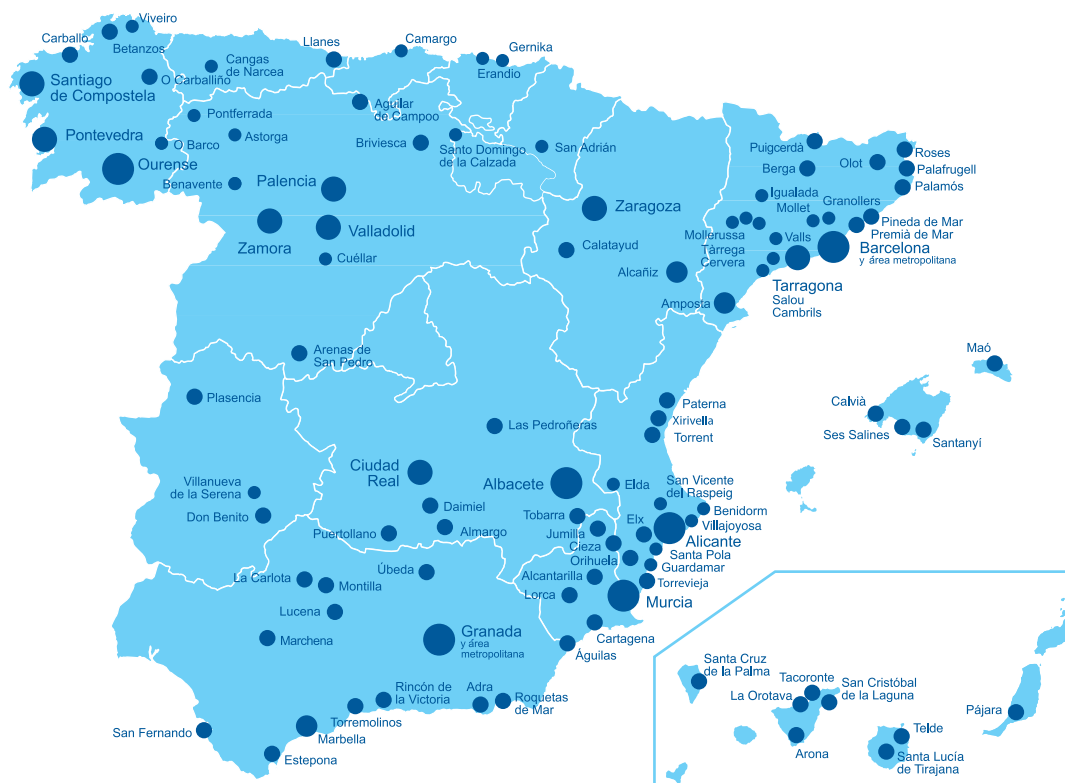 Viveiro
Carballo
Betanzos
Llanes
Camargo
Gernika
Erandio
Cangas
de Narcea
O Carballiño
Santiago
de Compostela
Aguilar
de Campoo
Pontferrada
Pontevedra
Astorga
O Barco
Briviesca
Santo Domingo
de la Calzada
San Adrián
Ourense
Benavente
Palencia
Puigcerdà
Berga
Olot
Roses
Palafrugell
Palamós
Igualada
Mollet
Granollers
Zaragoza
Zamora
Valladolid
Cuéllar
Calatayud
Alcañiz
Mollerussa
Tàrrega
Cervera
Valls
Pineda de Mar
Premià de Mar
Barcelona
y área metropolitana
Tarragona
Salou
Cambrils
Amposta
Arenas de
San Pedro
Maó
Plasencia
Paterna
Xirivella
Torrent
Calvià
Ses Salines
Santanyí
Las Pedroñeras
Ciudad
Real
Albacete
Villanueva
de la Serena
Don Benito
Daimiel
Almargo
Puertollano
Elda
San Vicente
del Raspeig
Benidorm
Villajoyosa
Tobarra
Jumilla
Cieza
Elx
Alicante
Santa Pola
Orihuela
Guardamar
Torrevieja
Alcantarilla
Lorca
Murcia
Cartagena
Águilas
La Carlota
Montilla
Úbeda
Lucena
Marchena
Granada
y área
metropolitana
Rincón de
la Victoria
Adra
Roquetas
de Mar
Torremolinos
Marbella
San Fernando
Estepona
Santa Cruz
de la Palma
Tacoronte
San Cristóbal
de la Laguna
La Orotava
Arona
Telde
Santa Lucía
de Tirajana
Pájara